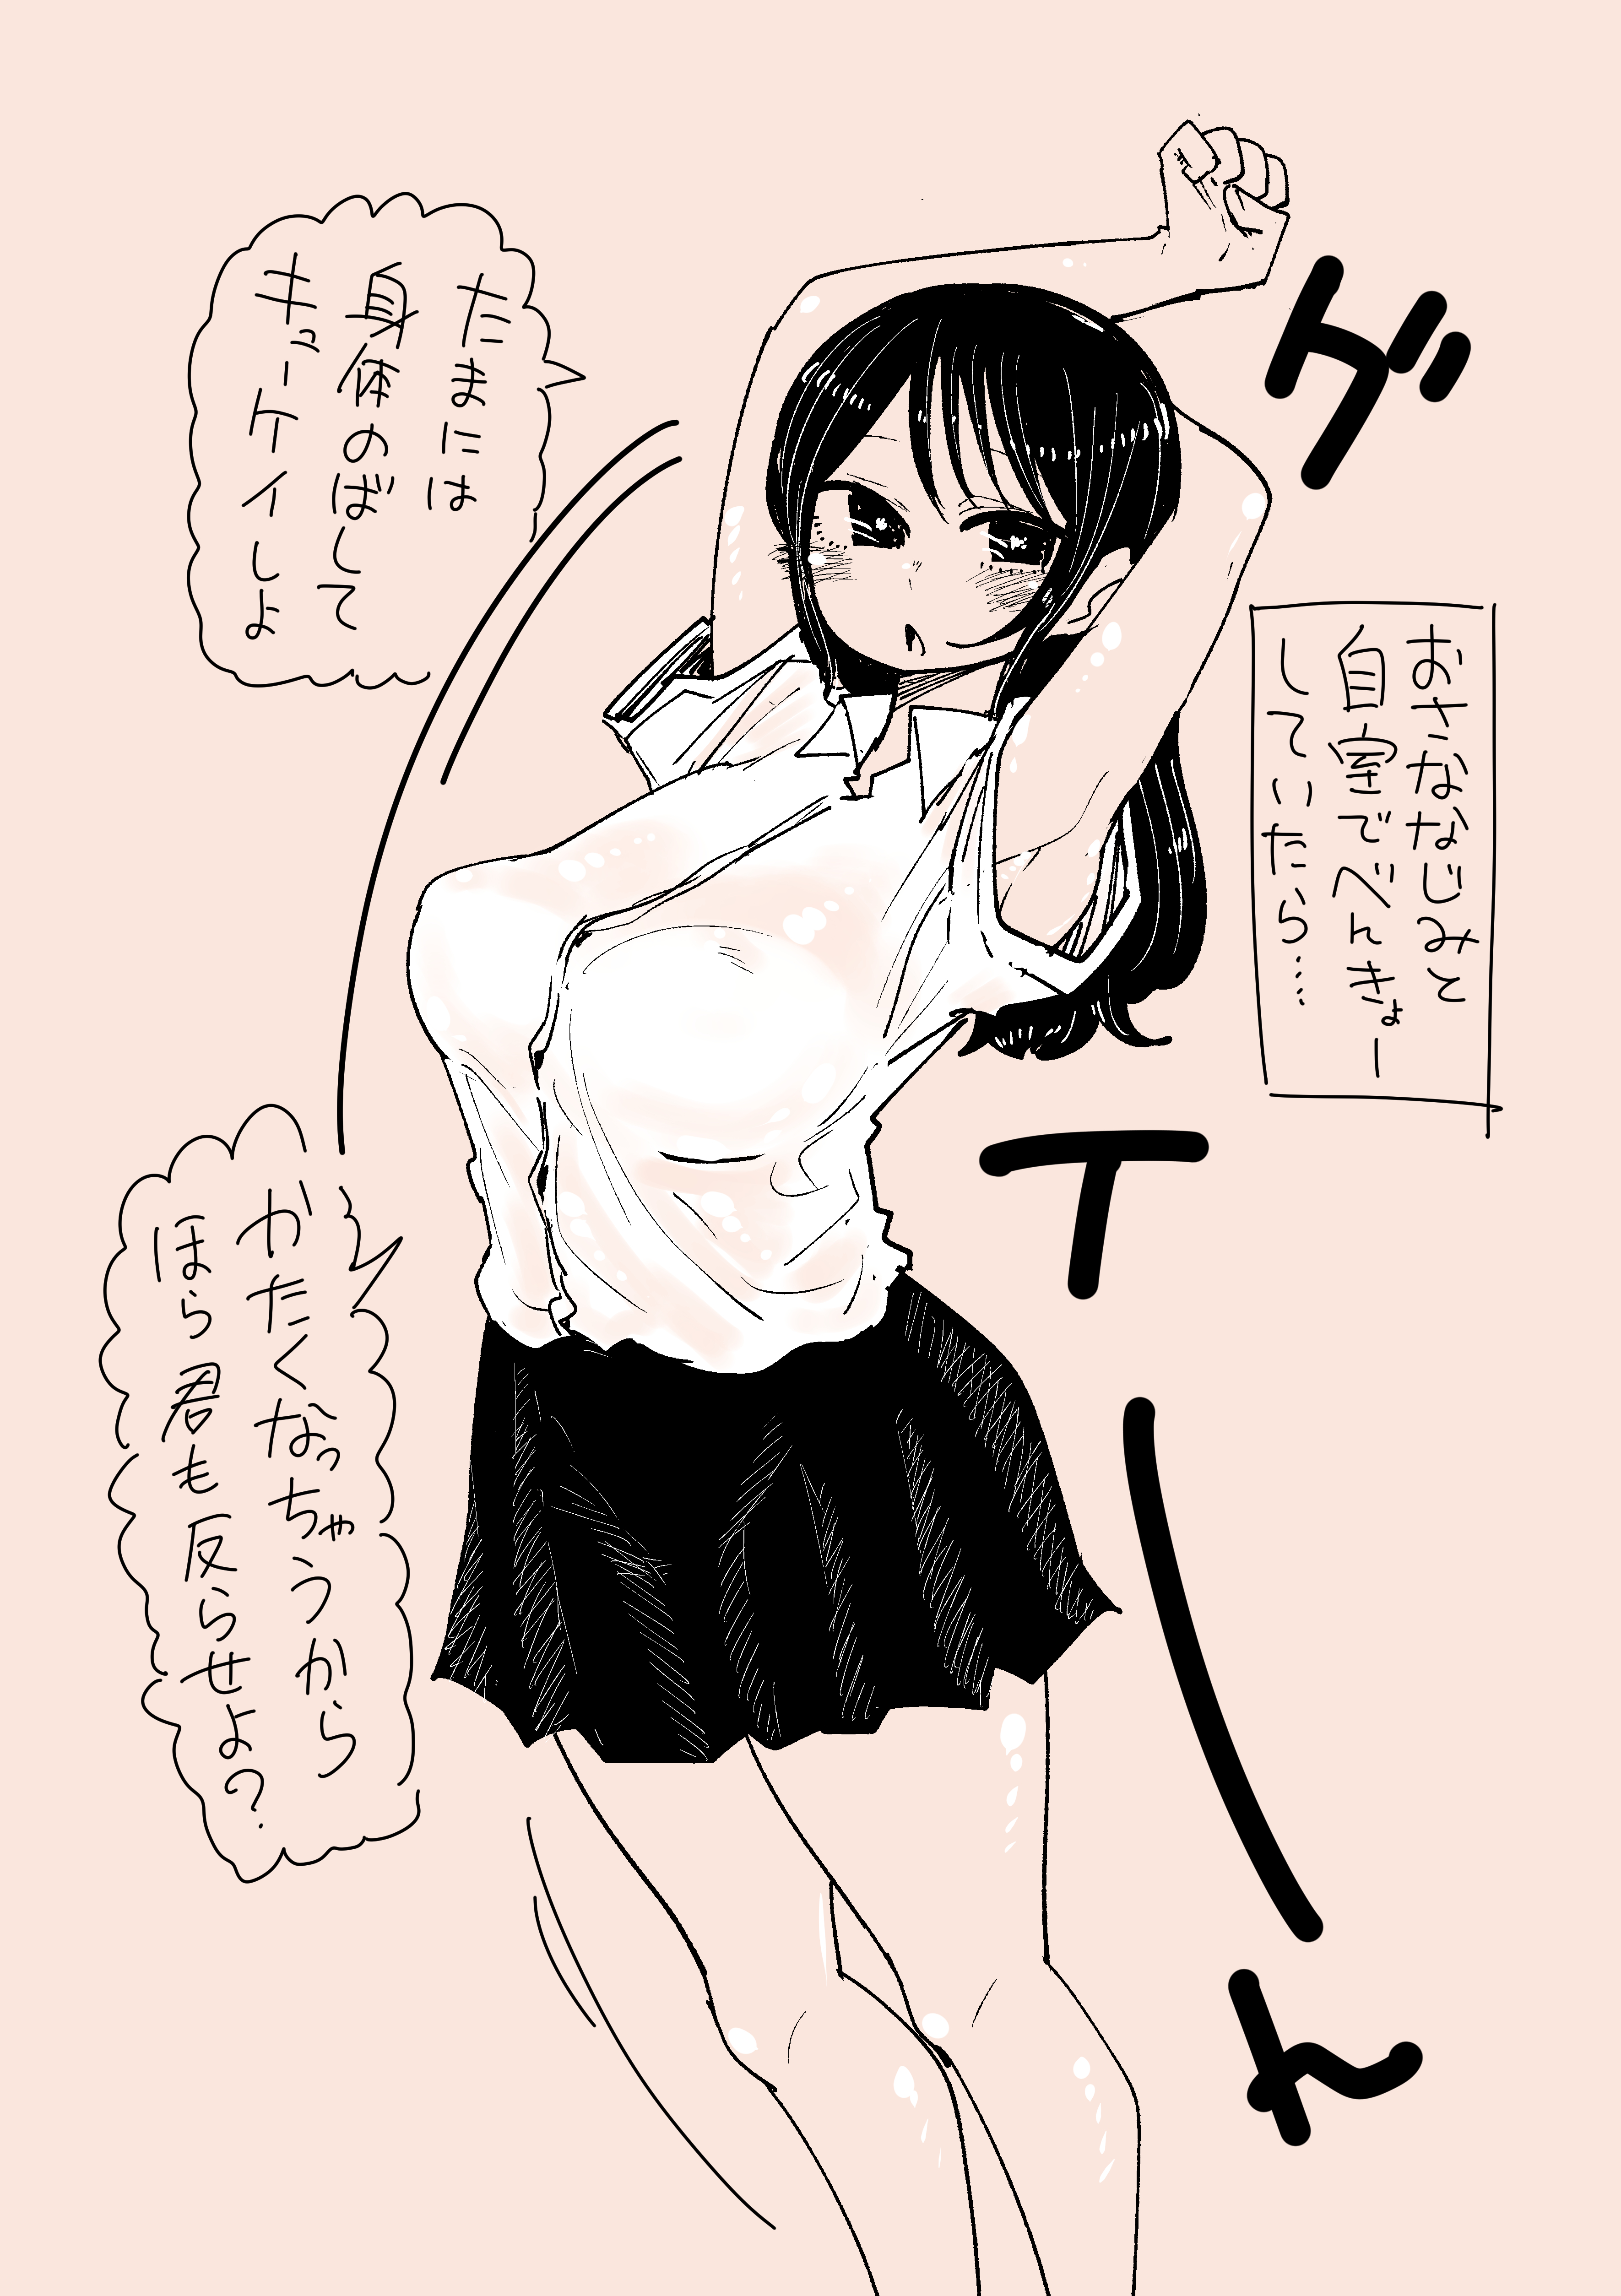 おさななじみと
自室でべんきょー
していたら……
グ
イ
ー
ん
たまには
身体のばして
キューケイしよ
かたくなっちゃうから
ほら君も反らせよ?